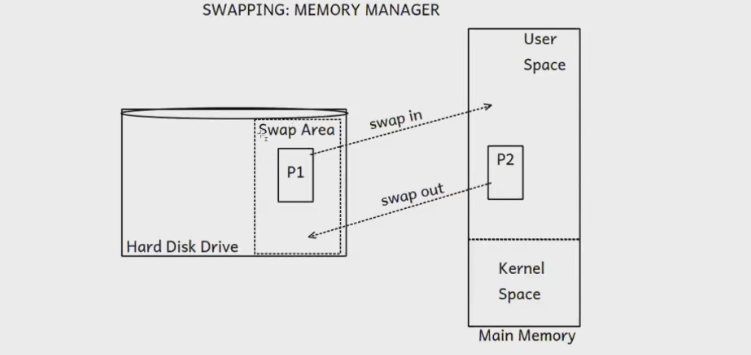 SWAPPING: MEMORY MANAGER
User
Space
swap in
Swap Area
P1
P2
swap out
Hard Disk Drive
Kernel
Space
Main Memory